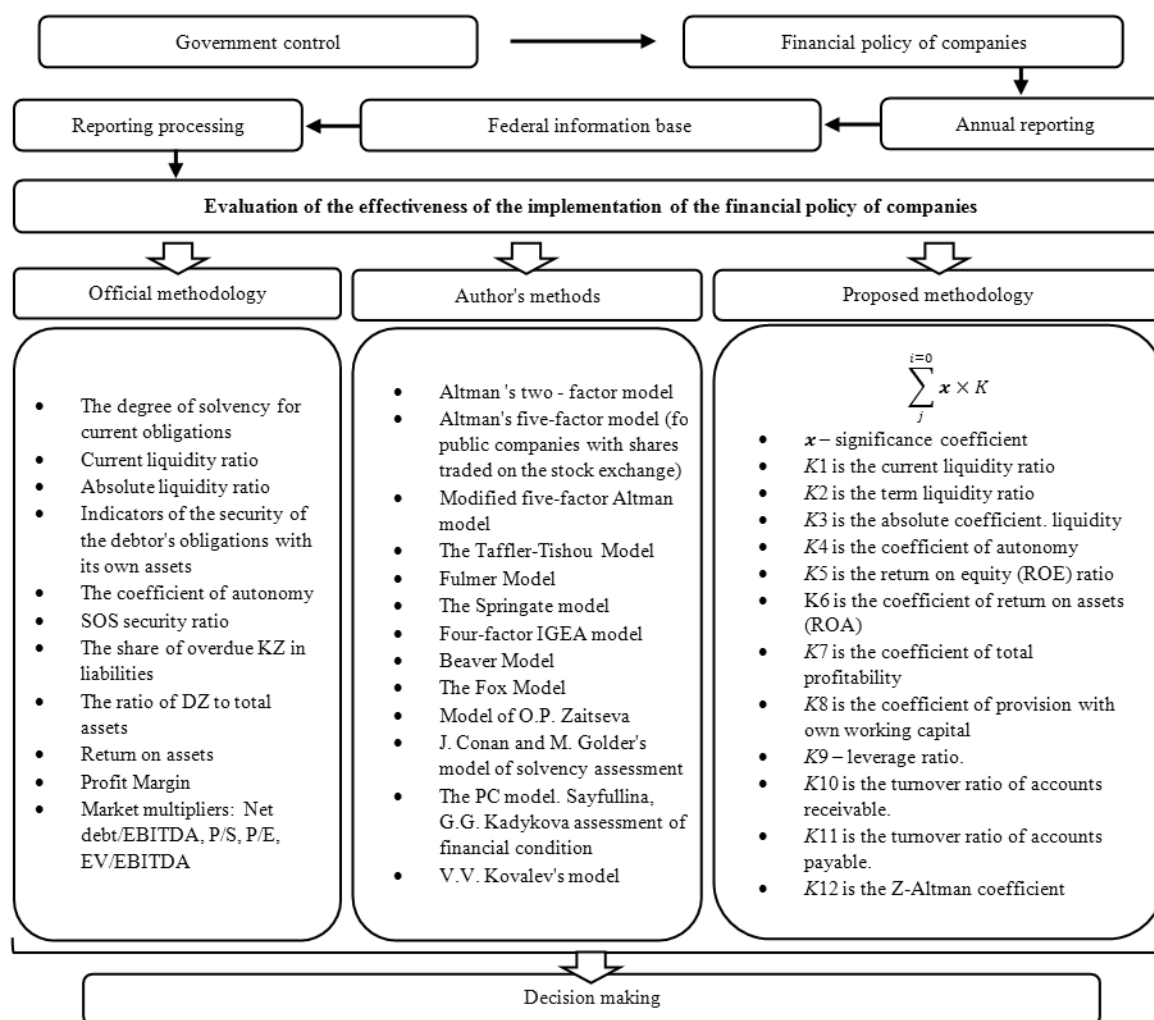 Government control
Financial policy of companies
Reporting processing
Federal information base
Annual reporting
Evaluation of the effectiveness of the implementation of the financial policy of companies
Official methodology
Author's methods
Proposed methodology
• The degree of solvency for
current obligations
• Current liquidity ratio
• Absolute liquidity ratio
• Indicators of the security of
the debtor's obligations with
its own assets
• The coefficient of autonomy
• SOS security ratio
• The share of overdue KZ in
liabilities
• The ratio of DZ to total
assets
• Return on assets
• Profit Margin
• Market multipliers: Net
debt/EBITDA, P/S, P/E,
EV/EBITDA
• Altman 's two - factor model
• Altman's five-factor model (fo
public companies with shares
traded on the stock exchange)
• Modified five-factor Altman
model
• The Taffler-Tishou Model
• Fulmer Model
• The Springate model
• Four-factor IGEA model
• Beaver Model
• The Fox Model
• Model of O.P. Zaitseva
• J. Conan and M. Golder's
model of solvency assessment
• The PC model. Sayfullina,
G.G. Kadykova assessment of
financial condition
• V.V. Kovalev's model
i=0
∑ x × K
j
• x – significance coefficient
• K1 is the current liquidity ratio
• K2 is the term liquidity ratio
• K3 is the absolute coefficient. liquidity
• K4 is the coefficient of autonomy
• K5 is the return on equity (ROE) ratio
• K6 is the coefficient of return on assets
(ROA)
• K7 is the coefficient of total
profitability
• K8 is the coefficient of provision with
own working capital
• K9 – leverage ratio.
• K10 is the turnover ratio of accounts
receivable.
• K11 is the turnover ratio of accounts
payable.
• K12 is the Z-Altman coefficient
Decision making